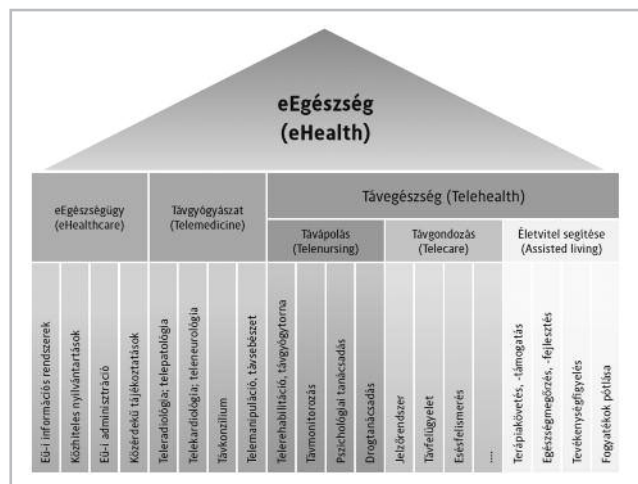 eEgészség
(eHealth)
eEgészségügy
(eHealthcare)
Távgyógyászat
(Telemedicine)
Távegészség (Telehealth)
Távápolás
(Telenursing)
Távgondozás
(Telecare)
Életvitel segítése
(Assisted living)
Eü-i információs rendszerek
Közhiteles nyilvántartások
Eü-i adminisztráció
Közérdekű tájékoztatások
Teleradiológia; telepatológia
Telekardiológia; teleneurológia
Távkonzílium
Telemanipuláció, távsebészet
Telerehabilitáció, távgyógytorna
Távmonitorozás
Pszichológiai tanácsadás
Drogtanácsadás
Jelzőrendszer
Távfelügyelet
Esésfelismerés
....
Terápiakövetés, -támogatás
Egészségmegőrzés, -fejlesztés
Tevékenységfigyelés
Fogyatékok pótlása